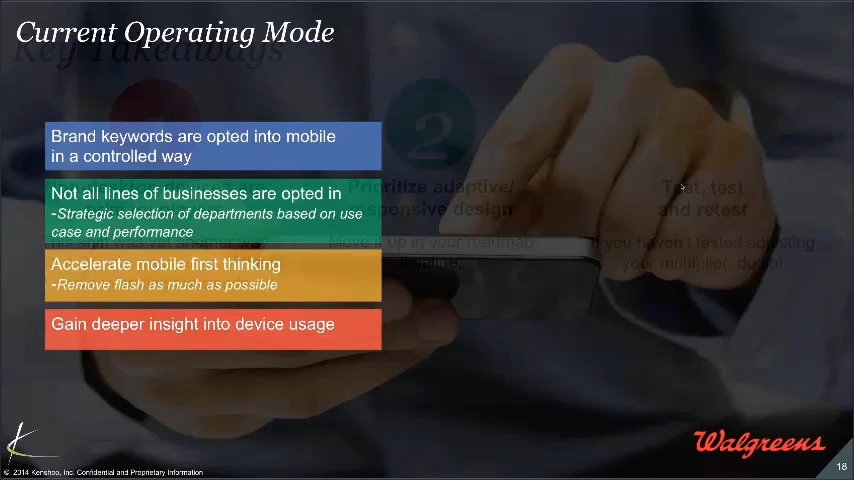 Current Operating Mode
Key Takeaways
Brand keywords are opted into mobile
in a controlled way
2
Not all lines of businesses are opted in
-Strategic selection of departments based on use
case and performance
Prioritize adaptive/
responsive design
Move it up in your roadmap
timeline.
Test, test
and retest
If you haven't tested adjusting
your multiplier, do so!
Accelerate mobile first thinking
-Remove flash as much as possible
Gain deeper insight into device usage
Walgreens
© 2014 Kenshoo, Inc. Confidential and Proprietary Information
18